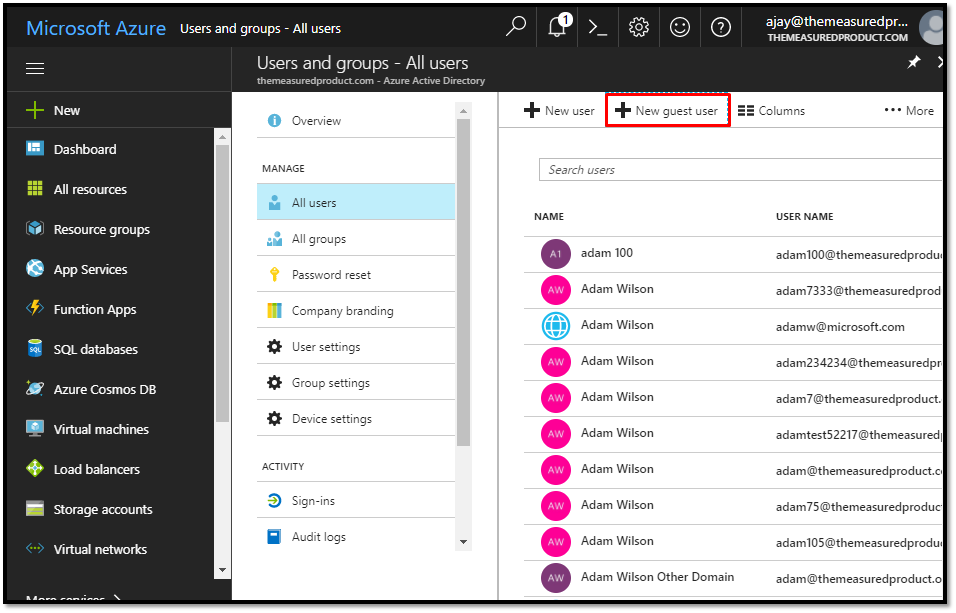 Microsoft Azure Users and groups - All users
1
ajay@themeasuredpr...
THEMEASUREDPRODUCT.COM
Users and groups - All users
themeasuredproduct.com - Azure Active Directory
New
Dashboard
All resources
Resource groups
App Services
Function Apps
SQL
SQL databases
Azure Cosmos DB
Virtual machines
Load balancers
Storage accounts
Virtual networks
More services
Overview
MANAGE
All users
All groups
Password reset
Company branding
User settings
Group settings
Device settings
ACTIVITY
Sign-ins
Audit logs
New user New guest user Columns ••• More
Search users
NAME USER NAME
A1 adam 100 adam100@themeasuredproduc
AW Adam Wilson adam7333@themeasuredprod
Adam Wilson adamw@microsoft.com
AW Adam Wilson adam234234@themeasuredpr
AW Adam Wilson adam7@themeasuredproduct.
AW Adam Wilson adamtest52217@themeasured
AW Adam Wilson adam@themeasuredproduct.c
AW Adam Wilson adam75@themeasuredproduct
AW Adam Wilson adam105@themeasuredproduc
AW Adam Wilson Other Domain adam@themeasuredproduct.o